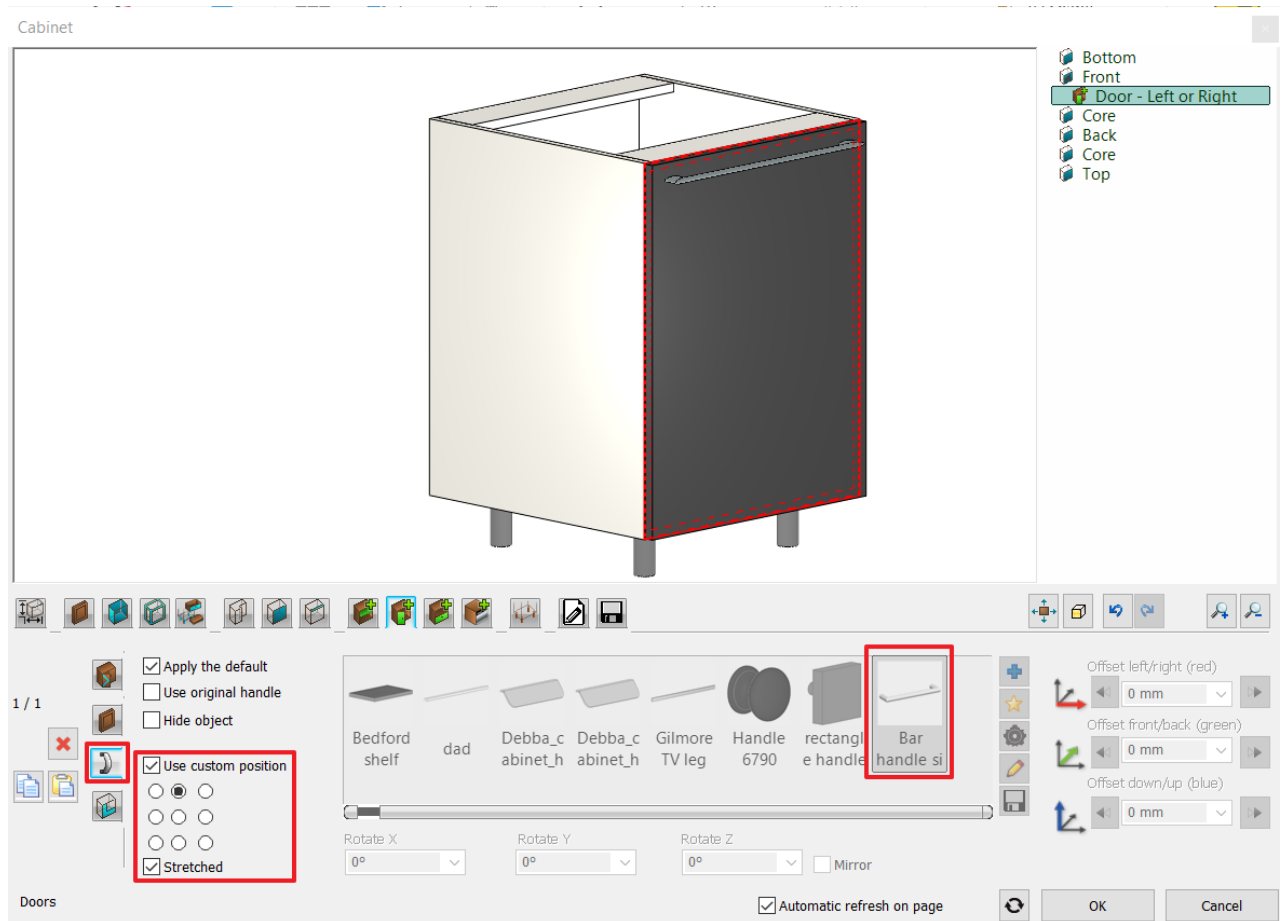 Cabinet
Bottom
Front
Door - Left or Right
Core
Back
Core
Top
Apply the default
Use original handle
Hide object
1 / 1
Use custom position
Stretched
Bedford
shelf
dad
Debba_c
abinet_h
Debba_c
abinet_h
Gilmore
TV leg
Handle
6790
rectangl
e handle
Bar
handle si
Rotate X
0°
Rotate Y
0°
Rotate Z
0°
Mirror
Offset left/right (red)
0 mm
Offset front/back (green)
0 mm
Offset down/up (blue)
0 mm
Doors
Automatic refresh on page
OK
Cancel